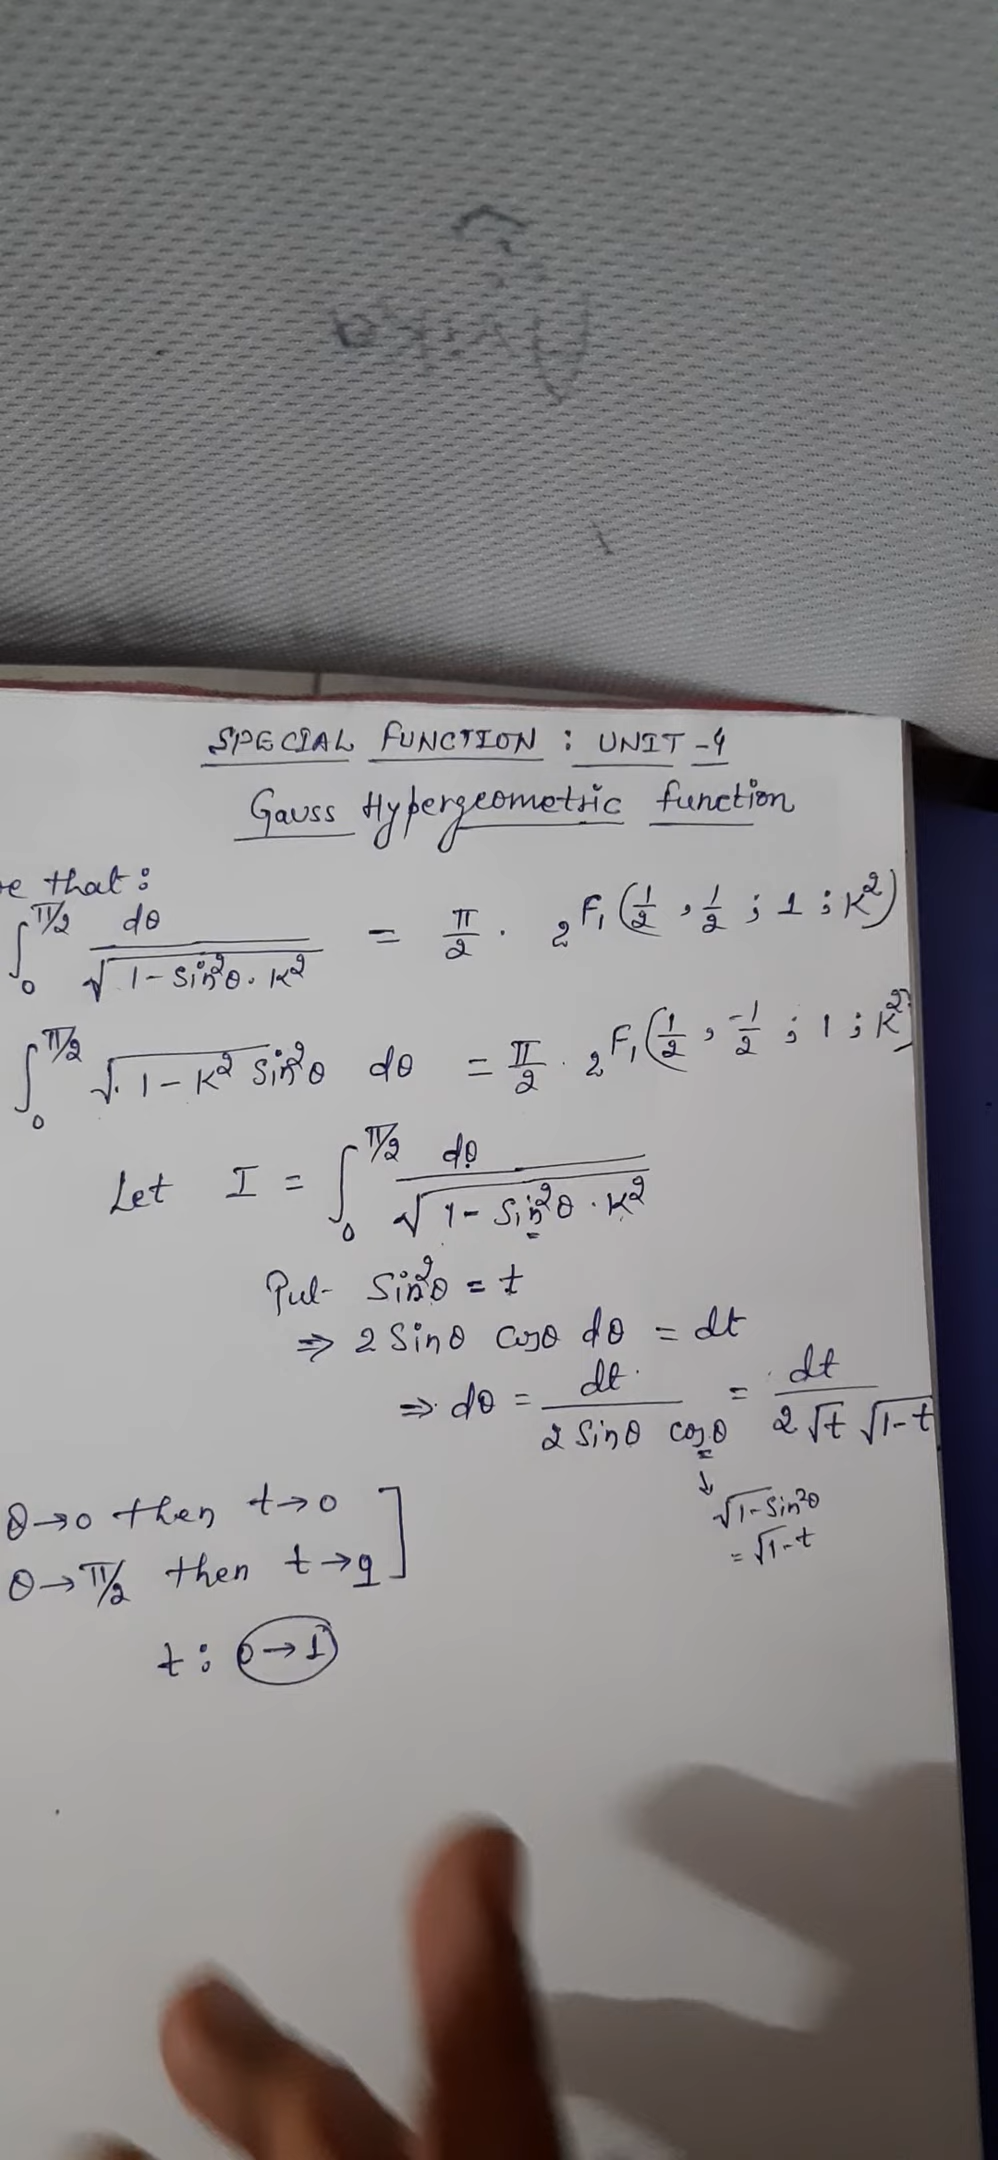 SPECIAL FUNCTION : UNIT-4
Gauss Hypergeometric function
e that:
∫₀^{π/2} dθ / √(1 - Sin²θ · K²) = π/2 · ₂F₁(1/2, 1/2 ; 1 ; K²)
∫₀^{π/2} √(1 - K² Sin²θ) dθ = π/2 · ₂F₁(1/2, -1/2 ; 1 ; K²)
Let I = ∫₀^{π/2} dθ / √(1 - Sin²θ · K²)
Put Sin²θ = t
⇒ 2 Sinθ Cosθ dθ = dt
⇒ dθ = dt / (2 Sinθ cosθ) = dt / (2 √t √(1-t))
↓
√(1-Sin²θ)
= √(1-t)
θ→0 then t→0 ]
θ→π/2 then t→1 ]
t : 0→1